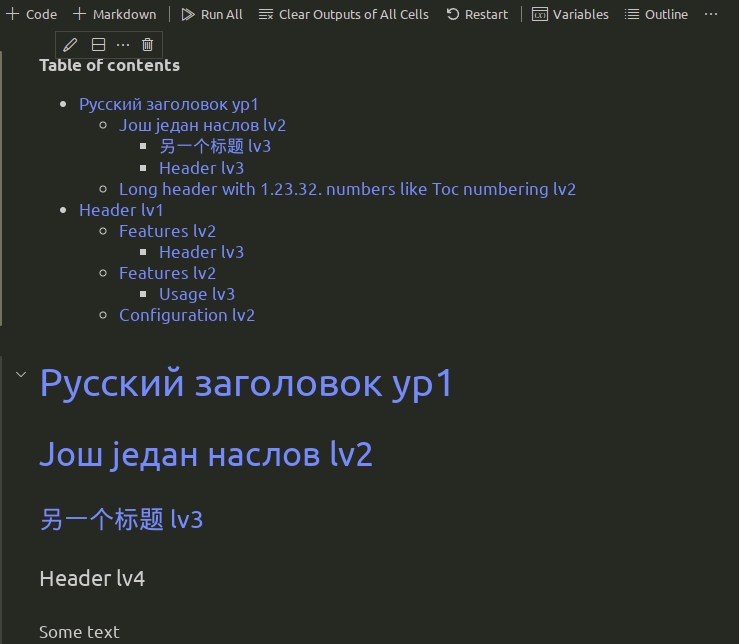 Code Markdown Run All Clear Outputs of All Cells Restart Variables Outline ...
Table of contents
Русский заголовок ур1
Још један наслов lv2
另一个标题 lv3
Header lv3
Long header with 1.23.32. numbers like Toc numbering lv2
Header lv1
Features lv2
Header lv3
Features lv2
Usage lv3
Configuration lv2
Русский заголовок ур1
Још један наслов lv2
另一个标题 lv3
Header lv4
Some text